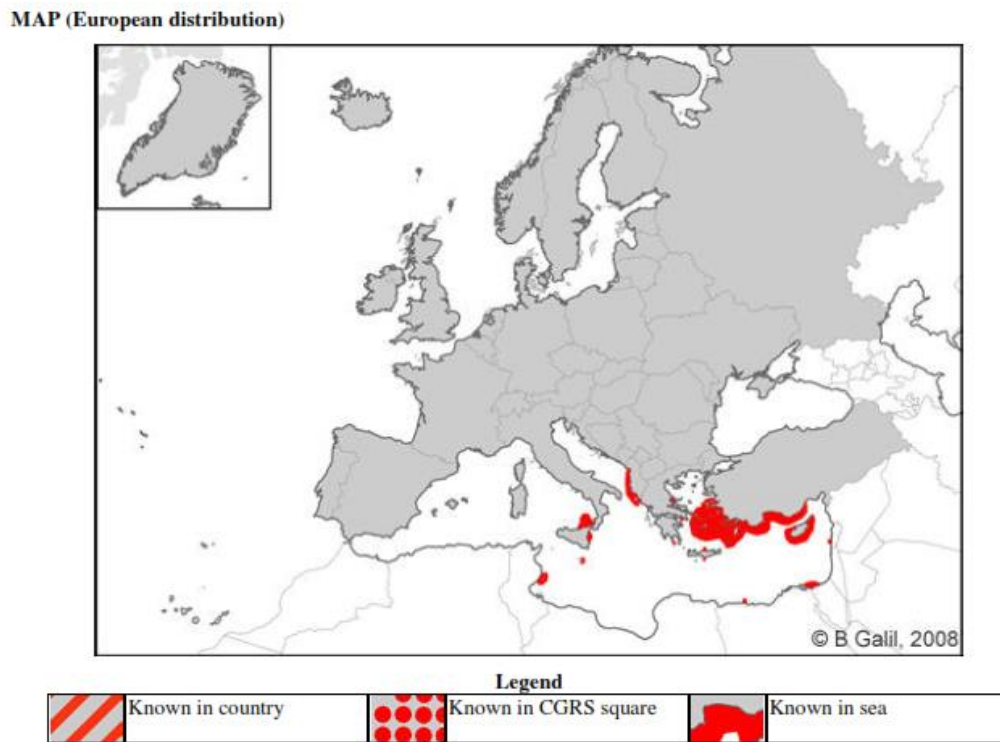 MAP (European distribution)
© B Galil, 2008
Legend
Known in country
Known in CGRS square
Known in sea